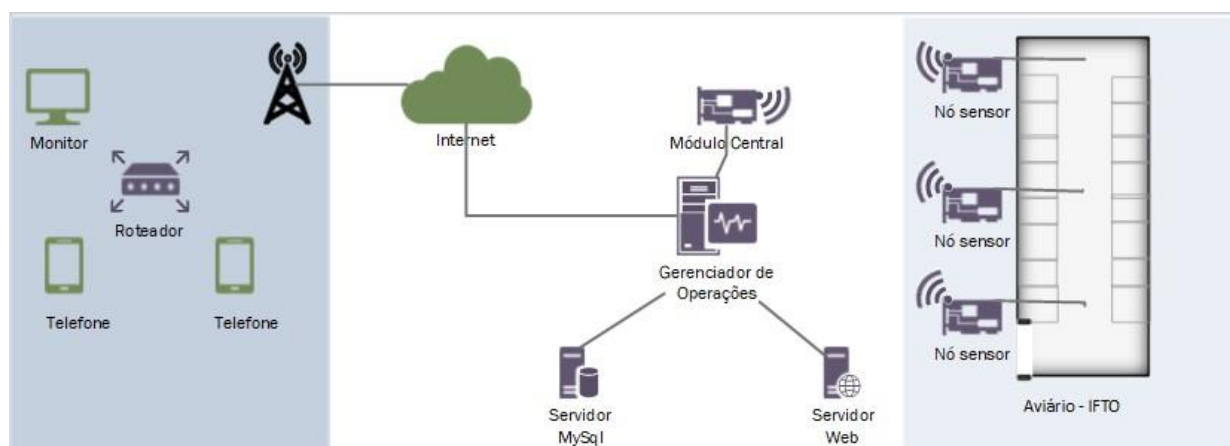 Monitor
Roteador
Telefone
Telefone
Internet
Módulo Central
Gerenciador de
Operações
Servidor
MySql
Servidor
Web
Nó sensor
Nó sensor
Nó sensor
Aviário - IFTO